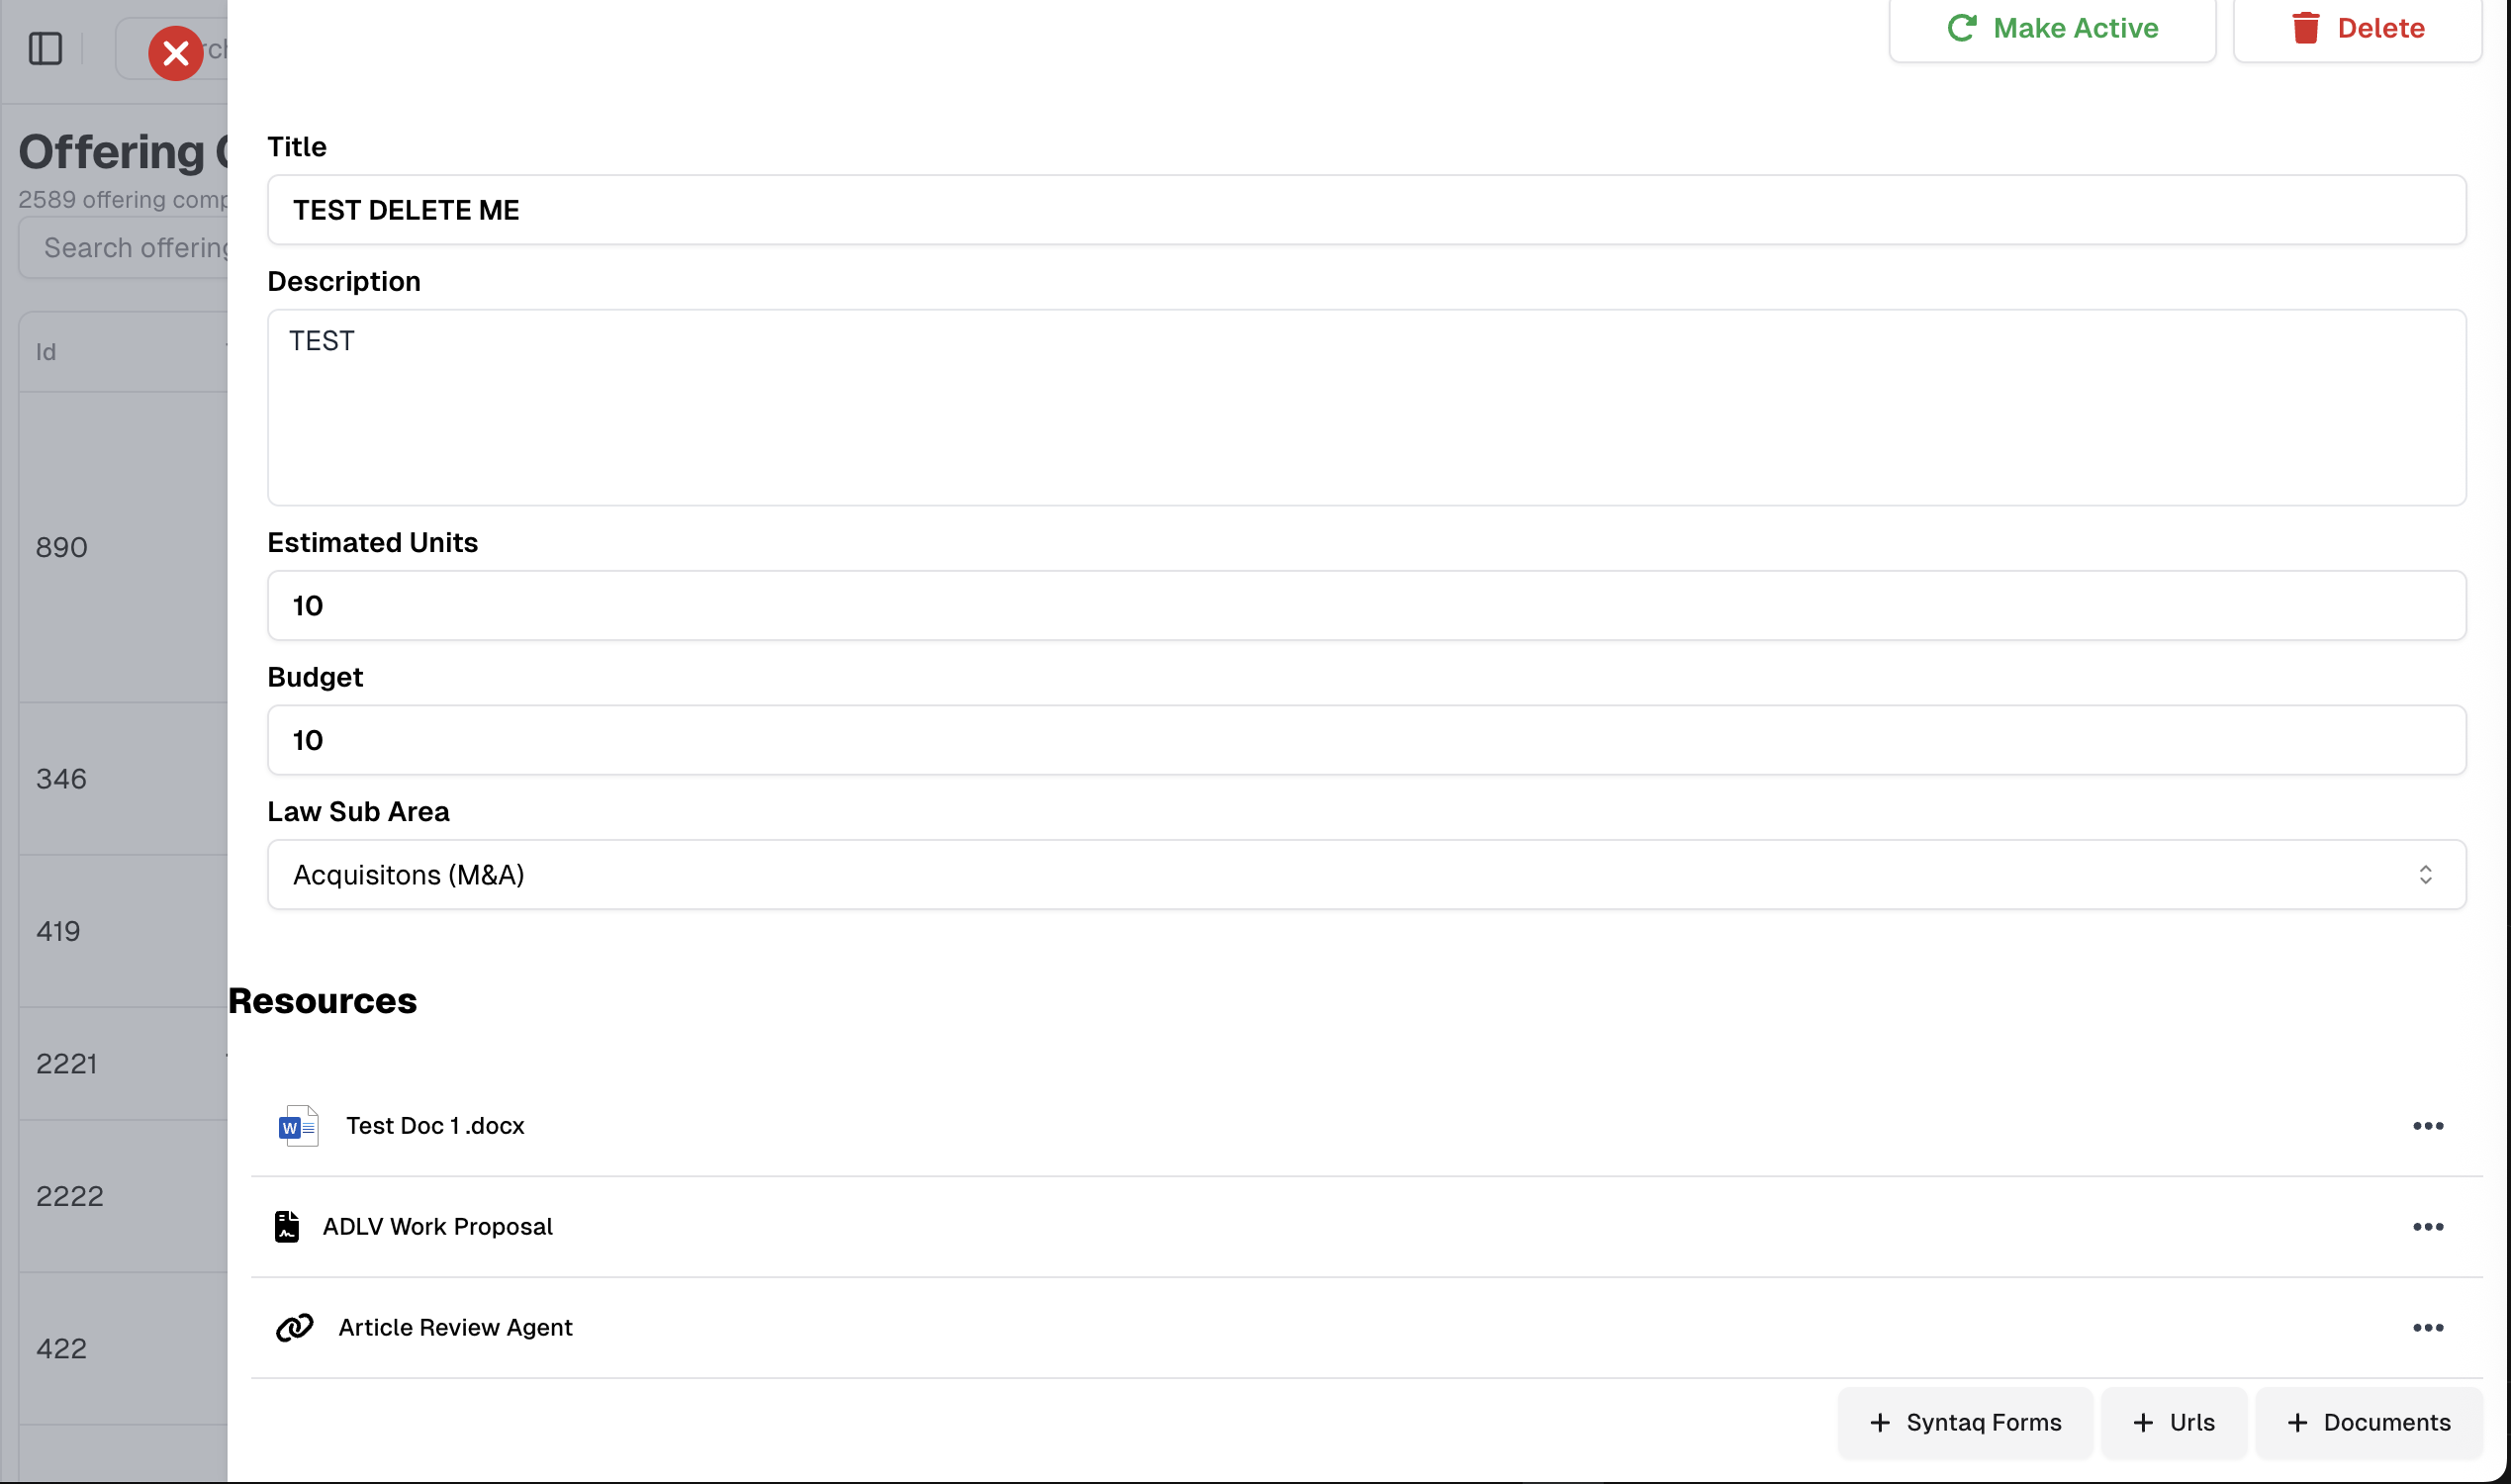 Make Active
Delete
Offering
2589 offering comp
Search offering
Id
890
346
419
2221
2222
422
Title
TEST DELETE ME
Description
TEST
Estimated Units
10
Budget
10
Law Sub Area
Acquisitons (M&A)
Resources
Test Doc 1.docx
ADLV Work Proposal
Article Review Agent
+ Syntaq Forms
+ Urls
+ Documents